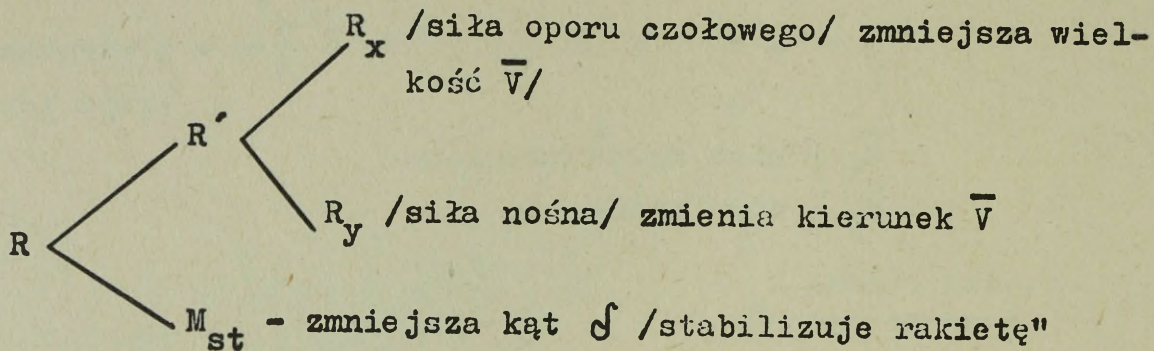 R_x /siła oporu czołowego/ zmniejsza wiel-
kość V̅/
R′
R_y /siła nośna/ zmienia kierunek V̅
R
M_st - zmniejsza kąt δ /stabilizuje rakietę"